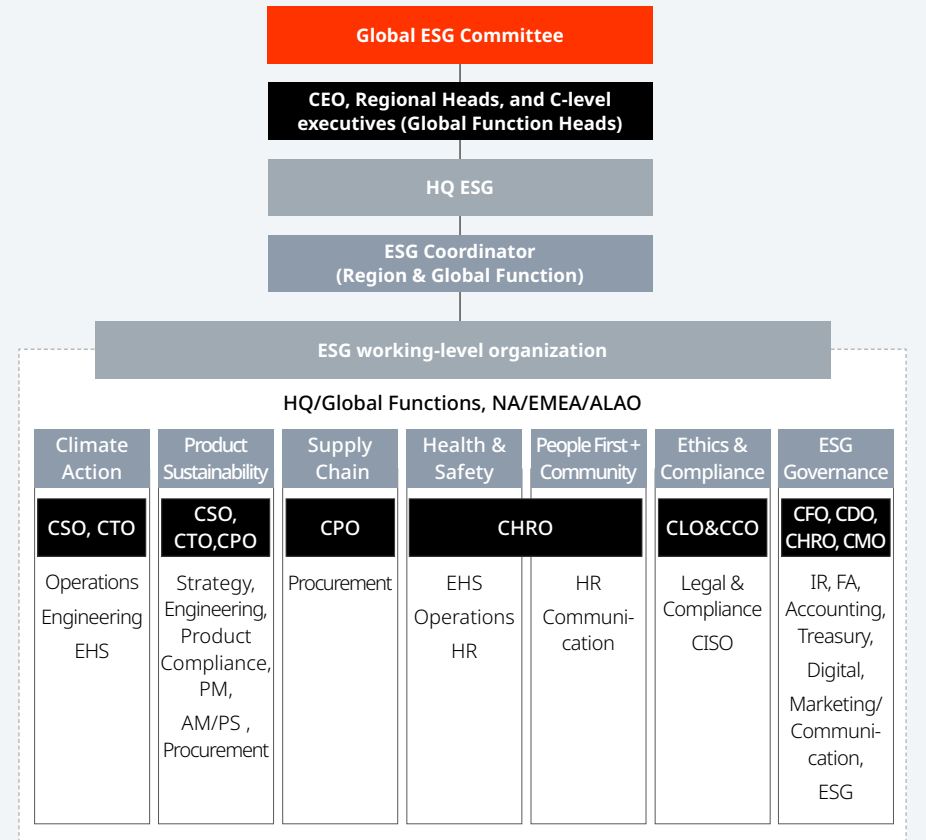 Global ESG Committee
CEO, Regional Heads, and C-level
executives (Global Function Heads)
HQ ESG
ESG Coordinator
(Region & Global Function)
ESG working-level organization
HQ/Global Functions, NA/EMEA/ALAO
Climate
Action
CSO, CTO
Operations
Engineering
EHS
Product
Sustainability
CSO,
CTO,CPO
Strategy,
Engineering,
Product
Compliance,
PM,
AM/PS ,
Procurement
Supply
Chain
CPO
Procurement
Health &
Safety
People First +
Community
CHRO
EHS
Operations
HR
HR
Communi-
cation
Ethics &
Compliance
CLO&CCO
Legal &
Compliance
CISO
ESG
Governance
CFO, CDO,
CHRO, CMO
IR, FA,
Accounting,
Treasury,
Digital,
Marketing/
Communi-
cation,
ESG